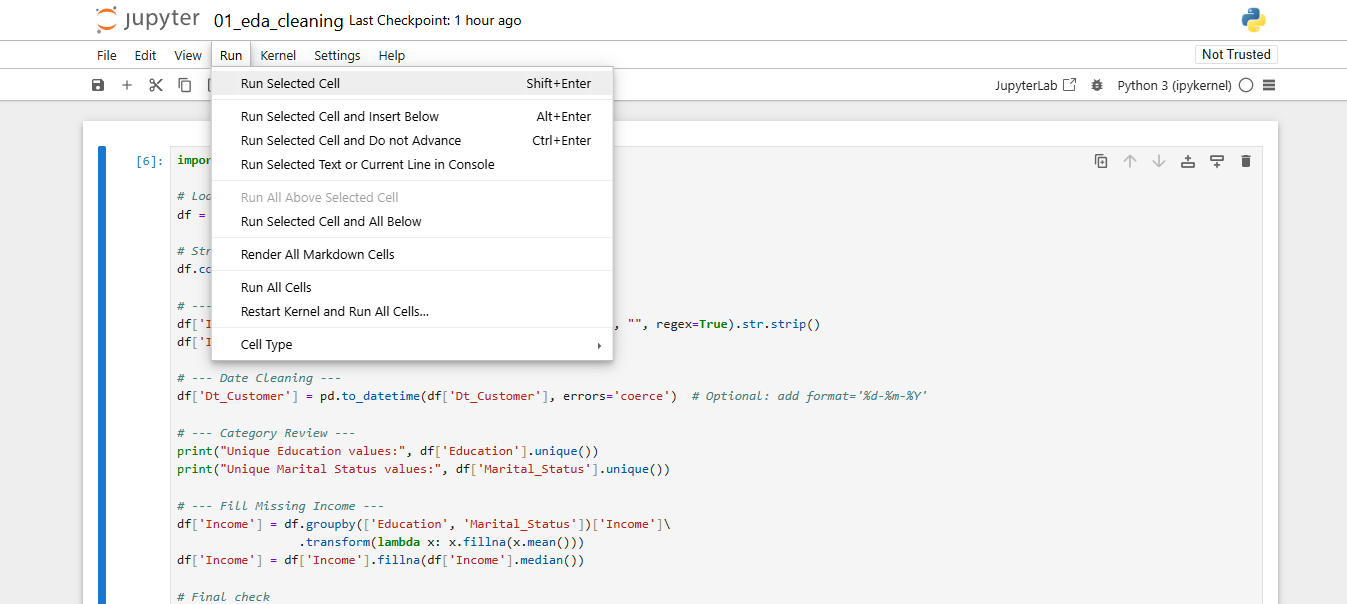 jupyter 01_eda_cleaning Last Checkpoint: 1 hour ago
File Edit View Run Kernel Settings Help Not Trusted
JupyterLab Python 3 (ipykernel)
Run Selected Cell Shift+Enter
Run Selected Cell and Insert Below Alt+Enter
Run Selected Cell and Do not Advance Ctrl+Enter
Run Selected Text or Current Line in Console
Run All Above Selected Cell
Run Selected Cell and All Below
Render All Markdown Cells
Run All Cells
Restart Kernel and Run All Cells...
Cell Type
[6]: impor
# Loa
df =
# Str
df.co
# ---
df['I , "", regex=True).str.strip()
df['I
# --- Date Cleaning ---
df['Dt_Customer'] = pd.to_datetime(df['Dt_Customer'], errors='coerce')  # Optional: add format='%d-%m-%Y'
# --- Category Review ---
print("Unique Education values:", df['Education'].unique())
print("Unique Marital Status values:", df['Marital_Status'].unique())
# --- Fill Missing Income ---
df['Income'] = df.groupby(['Education', 'Marital_Status'])['Income']\
.transform(lambda x: x.fillna(x.mean()))
df['Income'] = df['Income'].fillna(df['Income'].median())
# Final check